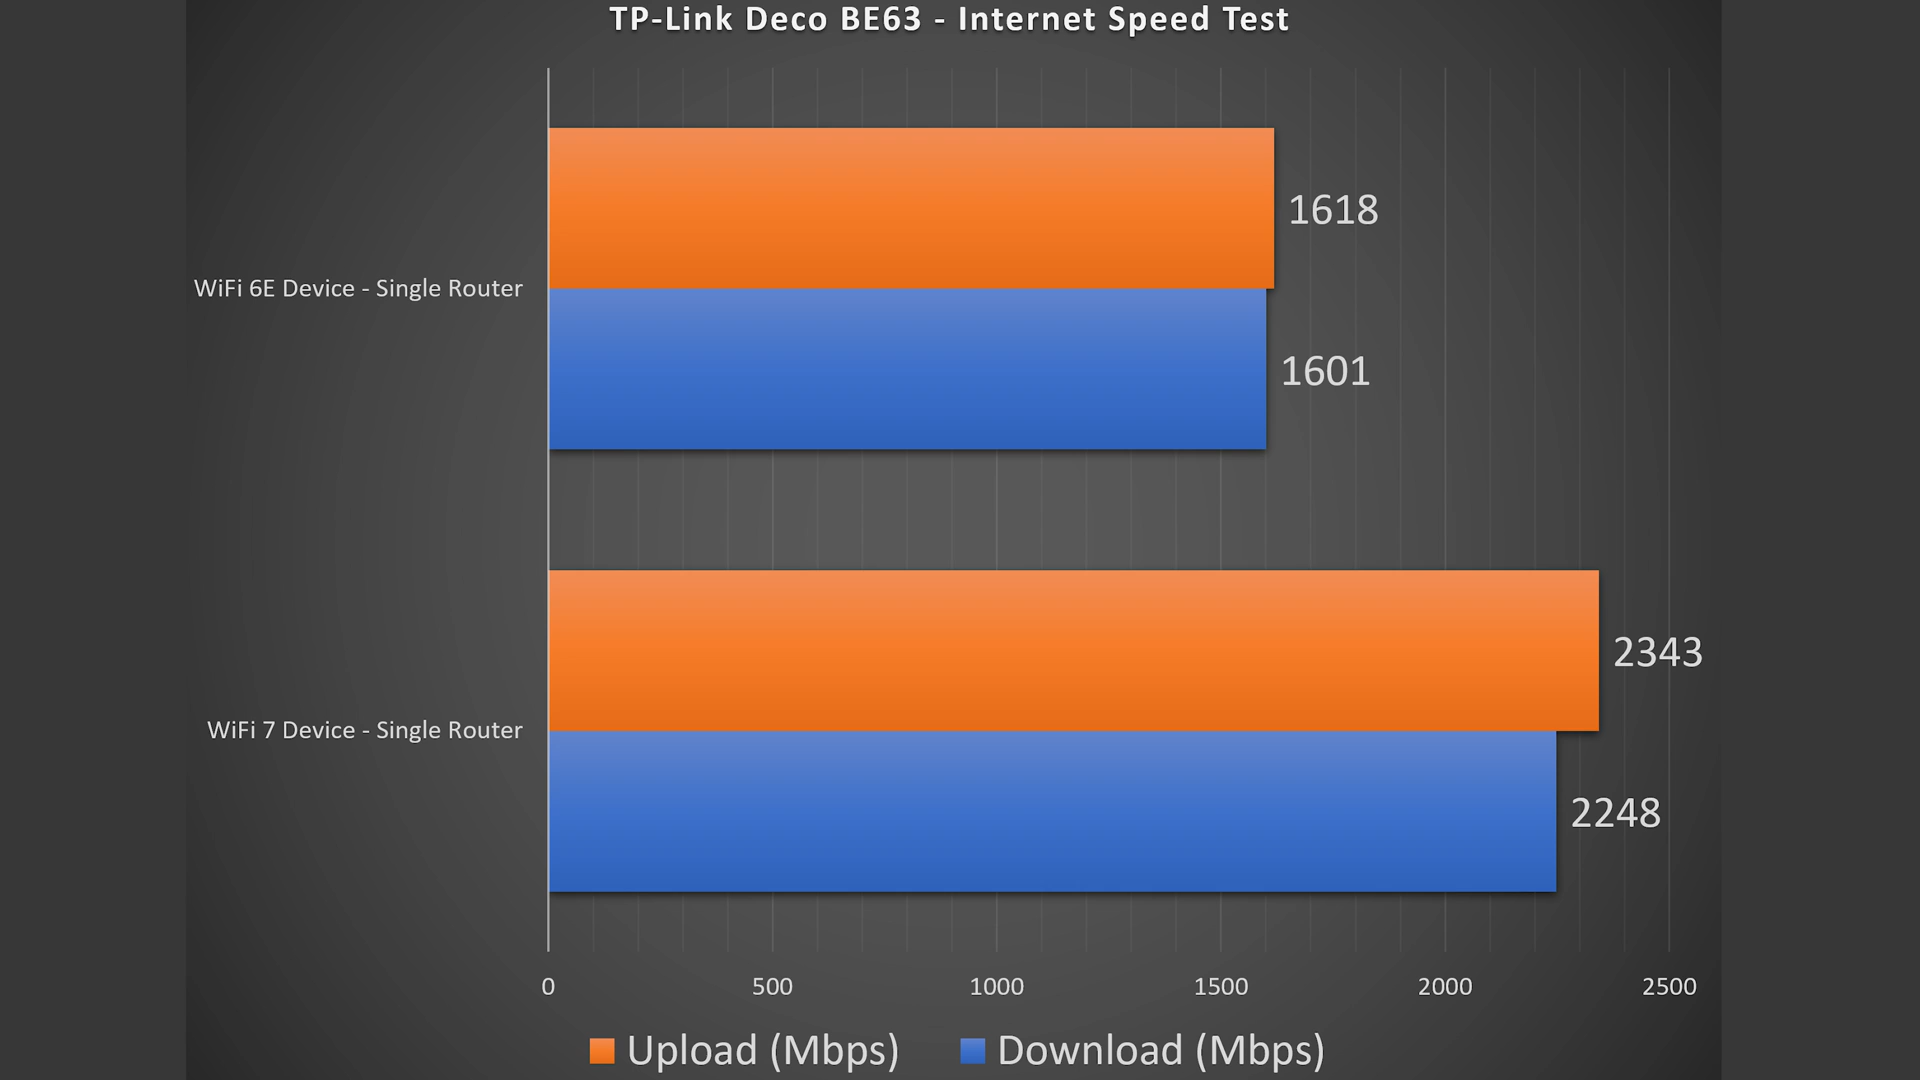 TP-Link Deco BE63 - Internet Speed Test
1618
WiFi 6E Device - Single Router
1601
2343
WiFi 7 Device - Single Router
2248
0 500 1000 1500 2000 2500
Upload (Mbps) Download (Mbps)